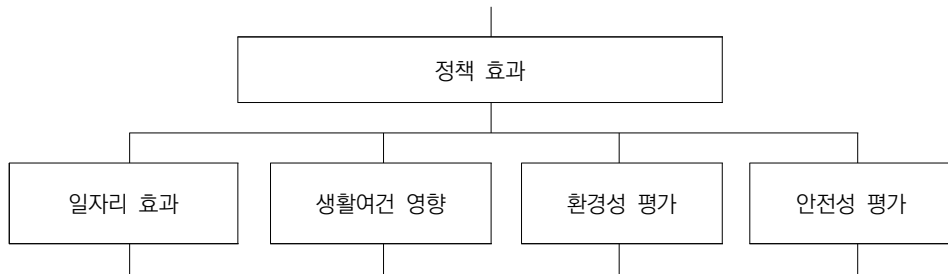 정책 효과
일자리 효과
생활여건 영향
환경성 평가
안전성 평가